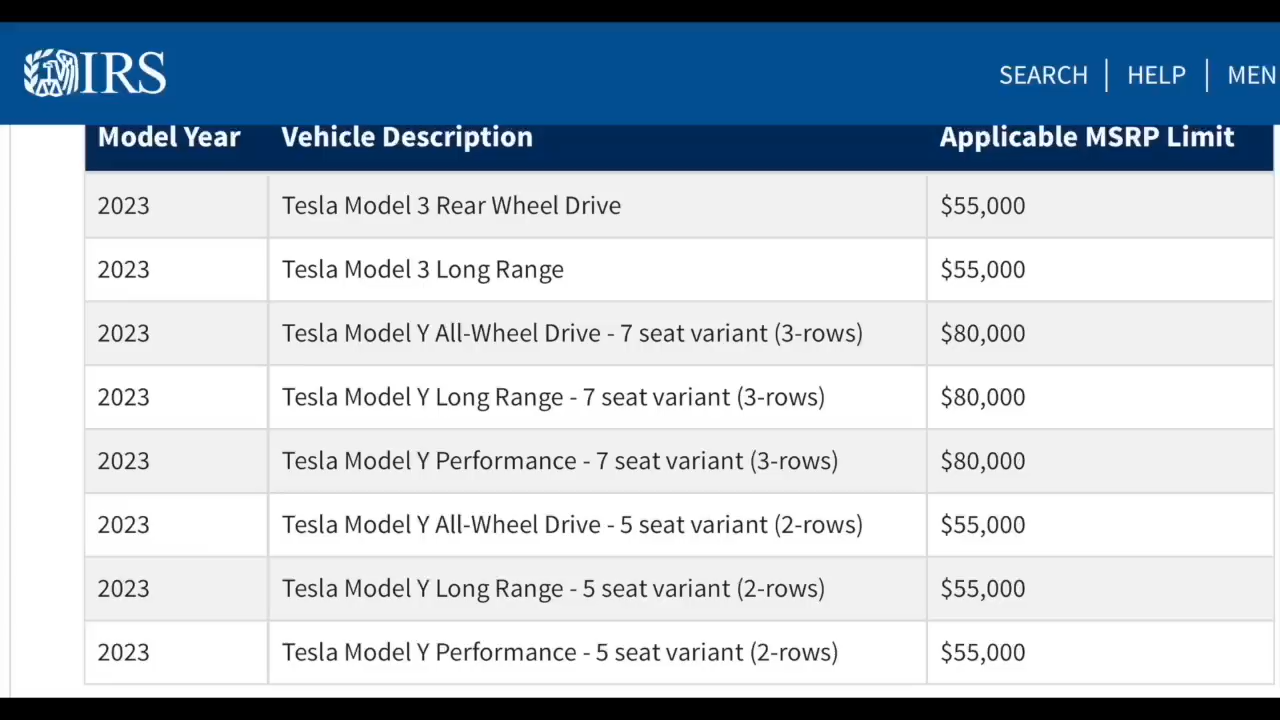 IRS
SEARCH | HELP | MEN
Model Year Vehicle Description Applicable MSRP Limit
2023 Tesla Model 3 Rear Wheel Drive $55,000
2023 Tesla Model 3 Long Range $55,000
2023 Tesla Model Y All-Wheel Drive - 7 seat variant (3-rows) $80,000
2023 Tesla Model Y Long Range - 7 seat variant (3-rows) $80,000
2023 Tesla Model Y Performance - 7 seat variant (3-rows) $80,000
2023 Tesla Model Y All-Wheel Drive - 5 seat variant (2-rows) $55,000
2023 Tesla Model Y Long Range - 5 seat variant (2-rows) $55,000
2023 Tesla Model Y Performance - 5 seat variant (2-rows) $55,000